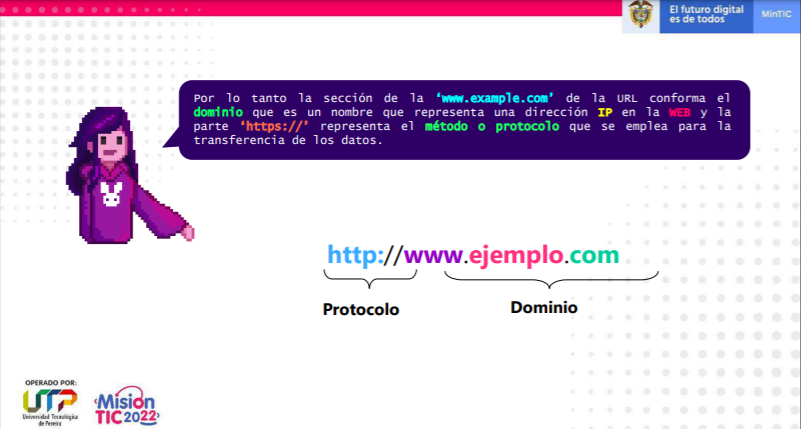 El futuro digital
es de todos
MinTIC
Por lo tanto la sección de la ‘www.example.com’ de la URL conforma el
dominio que es un nombre que representa una dirección IP en la WEB y la
parte ‘https://’ representa el método o protocolo que se emplea para la
transferencia de los datos.
http://www.ejemplo.com
Protocolo
Dominio
OPERADO POR:
UTP
Universidad Tecnológica
de Pereira
Misión
TIC2022